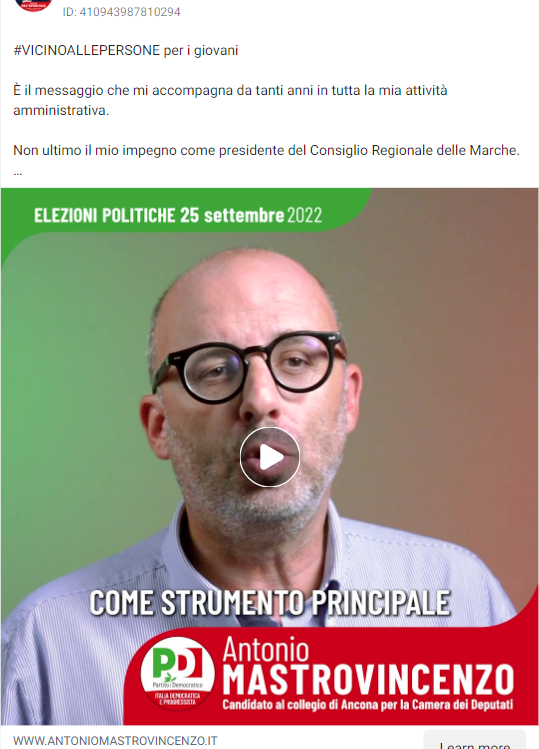 ID: 410943987810294
#VICINOALLEPERSONE per i giovani
È il messaggio che mi accompagna da tanti anni in tutta la mia attività
amministrativa.
Non ultimo il mio impegno come presidente del Consiglio Regionale delle Marche.
...
ELEZIONI POLITICHE 25 settembre 2022
COME STRUMENTO PRINCIPALE
PD
Partito Democratico
ITALIA DEMOCRATICA
E PROGRESSISTA
Antonio
MASTROVINCENZO
Candidato al collegio di Ancona per la Camera dei Deputati
WWW.ANTONIOMASTROVINCENZO.IT
Learn more